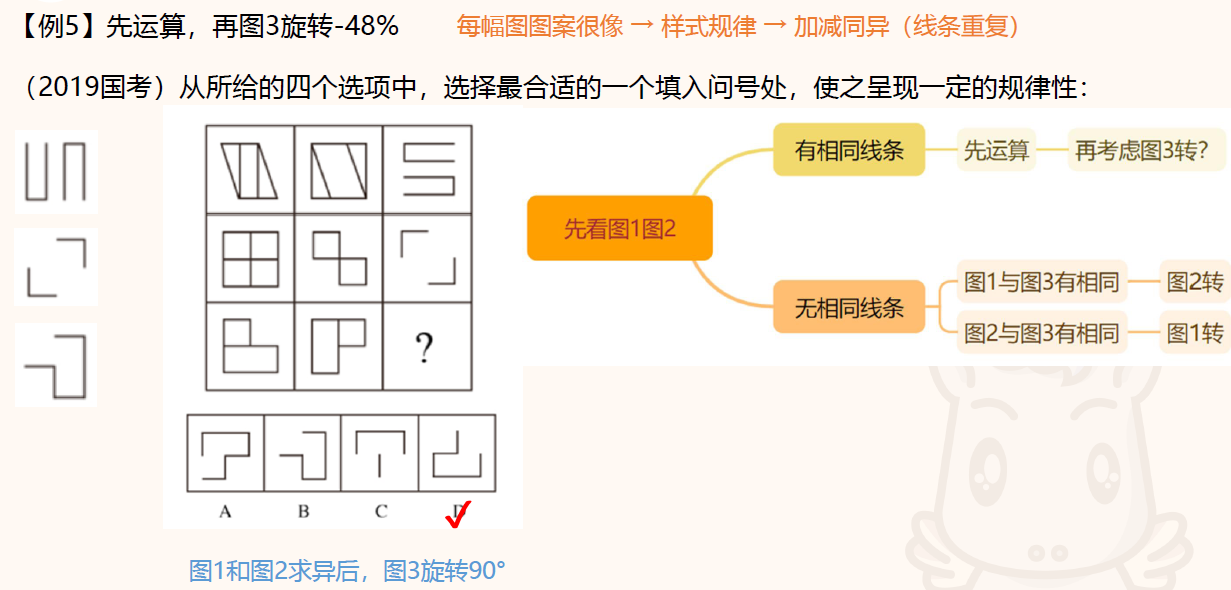 【例5】先运算，再图3旋转-48%
每幅图图案很像 → 样式规律 → 加减同异（线条重复）
（2019国考）从所给的四个选项中，选择最合适的一个填入问号处，使之呈现一定的规律性：
先看图1图2
有相同线条
先运算
再考虑图3转？
无相同线条
图1与图3有相同
图2转
图2与图3有相同
图1转
?
A B C D
图1和图2求异后，图3旋转90°